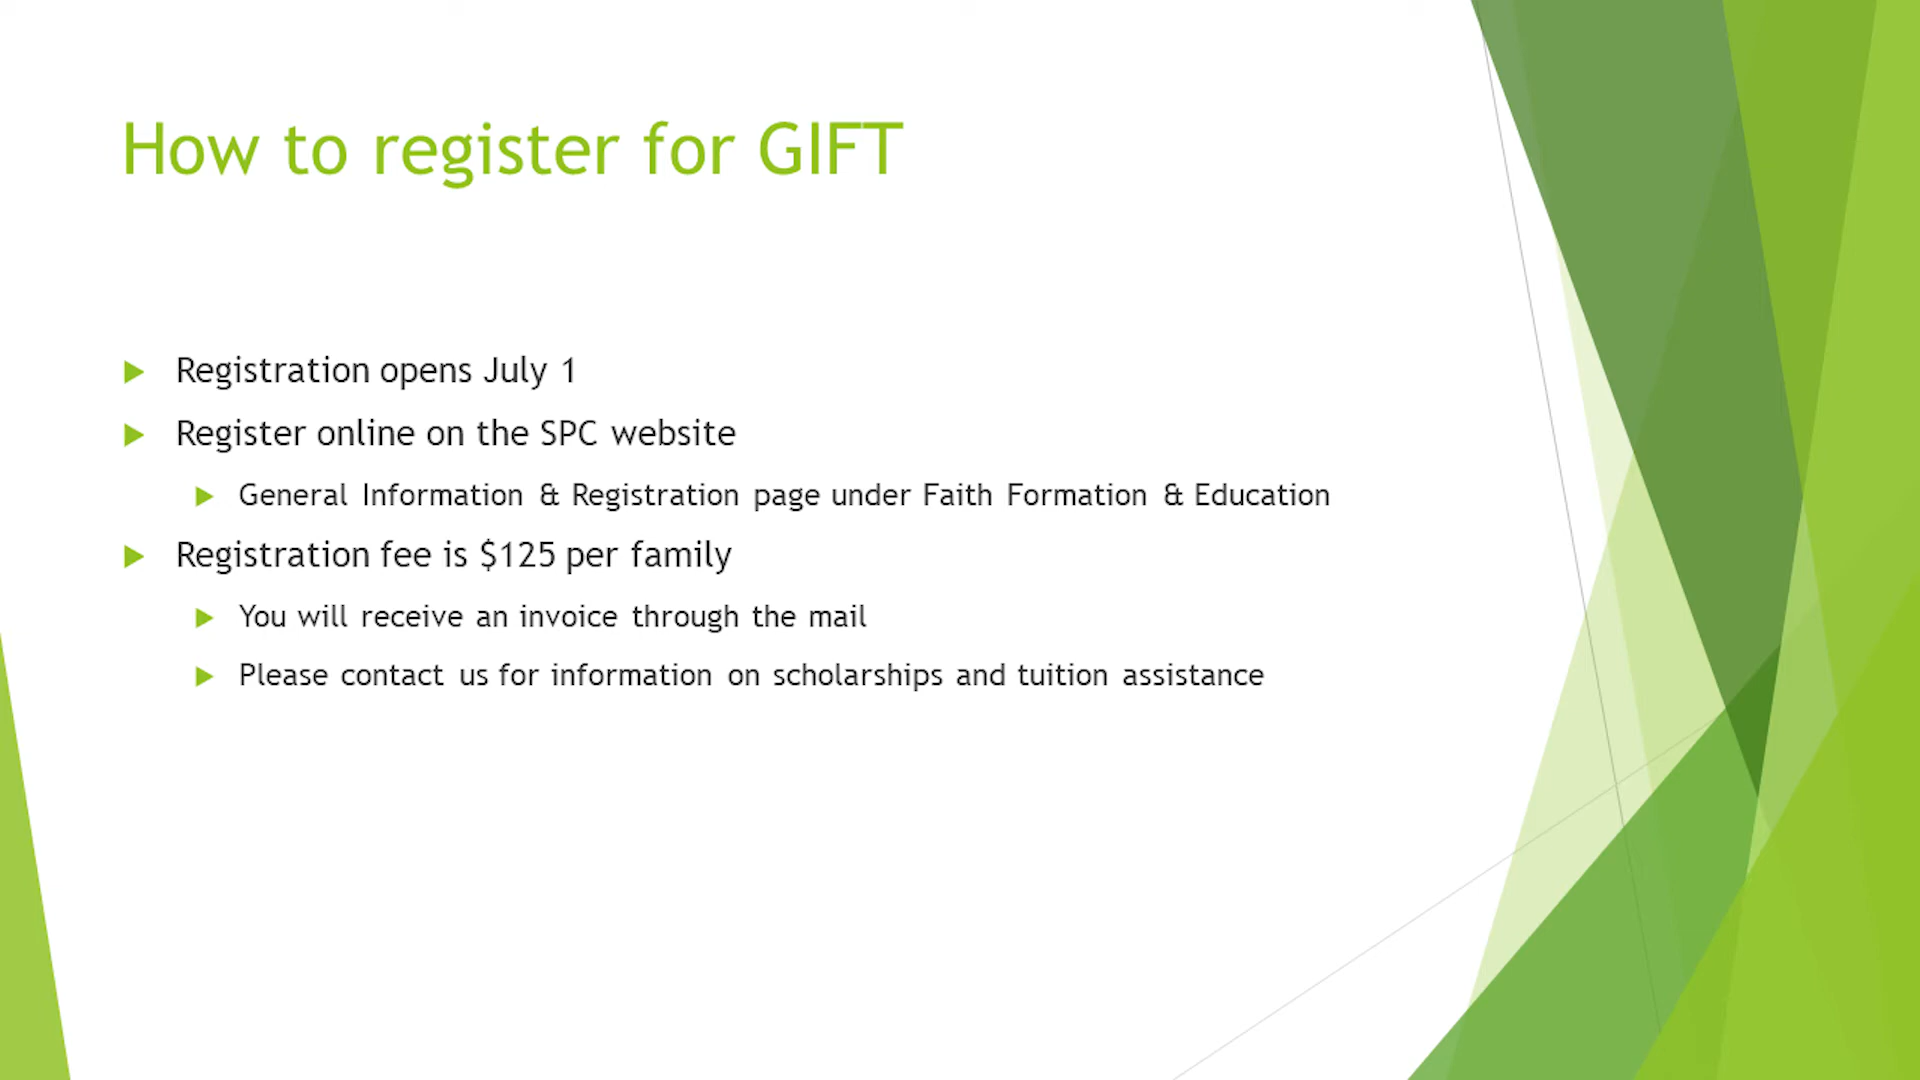 How to register for GIFT
Registration opens July 1
Register online on the SPC website
General Information & Registration page under Faith Formation & Education
Registration fee is $125 per family
You will receive an invoice through the mail
Please contact us for information on scholarships and tuition assistance